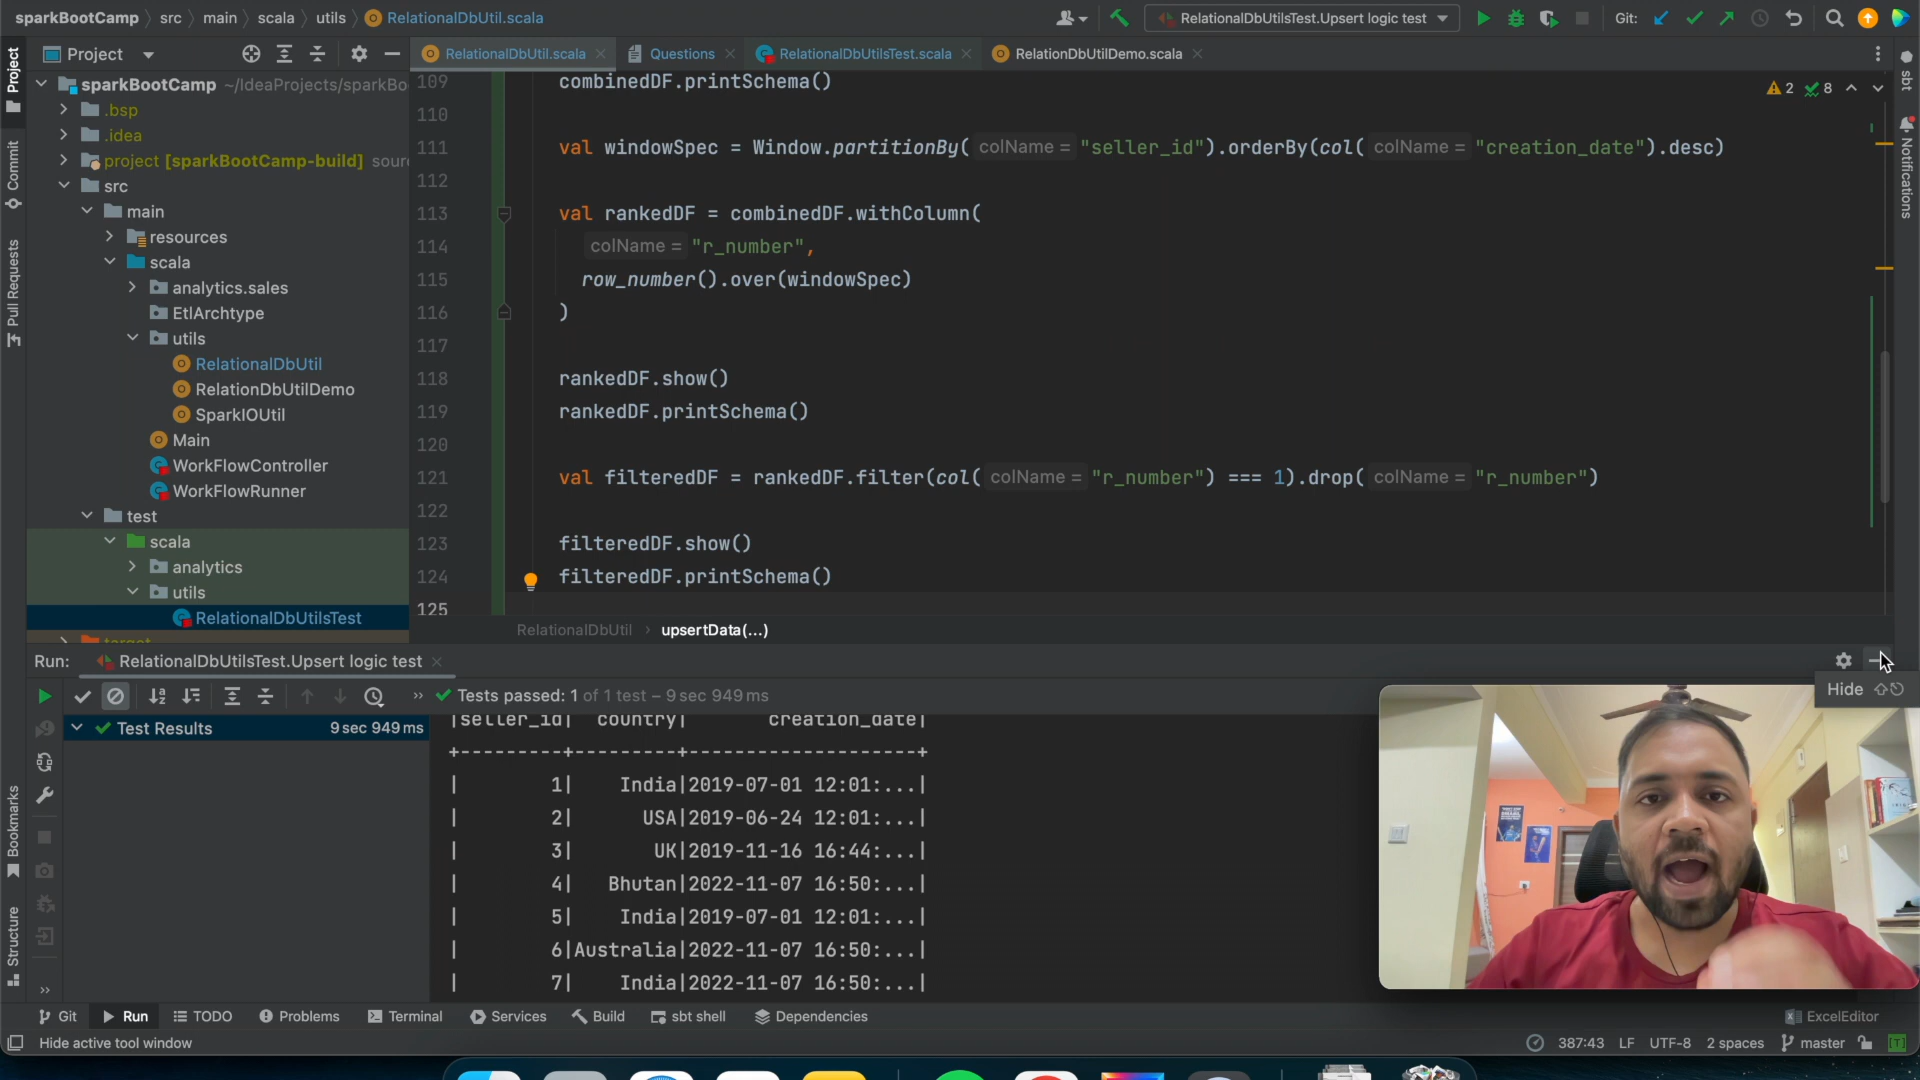 sparkBootCamp src main scala utils RelationalDbUtil.scala RelationalDbUtilsTest.Upsert logic test Git:
Project
RelationalDbUtil.scala Questions RelationalDbUtilsTest.scala RelationDbUtilDemo.scala
Project
Commit
Pull Requests
Bookmarks
Structure
sbt
Notifications
sparkBootCamp ~/IdeaProjects/sparkBo
.bsp
.idea
project [sparkBootCamp-build] sourc
src
main
resources
scala
analytics.sales
EtlArchtype
utils
RelationalDbUtil
RelationDbUtilDemo
SparkIOUtil
Main
WorkFlowController
WorkFlowRunner
test
scala
analytics
utils
RelationalDbUtilsTest
target
2 8
109 combinedDF.printSchema()
110
111 val windowSpec = Window.partitionBy( colName = "seller_id").orderBy(col( colName = "creation_date").desc)
112
113 val rankedDF = combinedDF.withColumn(
114 colName = "r_number",
115 row_number().over(windowSpec)
116 )
117
118 rankedDF.show()
119 rankedDF.printSchema()
120
121 val filteredDF = rankedDF.filter(col( colName = "r_number") === 1).drop( colName = "r_number")
122
123 filteredDF.show()
124 filteredDF.printSchema()
125
RelationalDbUtil upsertData(...)
Run: RelationalDbUtilsTest.Upsert logic test
Hide ⇧⎋
Tests passed: 1 of 1 test – 9 sec 949 ms
Test Results 9 sec 949 ms
|seller_id| country| creation_date|
+---------+---------+--------------------+
| 1| India|2019-07-01 12:01:...|
| 2| USA|2019-06-24 12:01:...|
| 3| UK|2019-11-16 16:44:...|
| 4| Bhutan|2022-11-07 16:50:...|
| 5| India|2019-07-01 12:01:...|
| 6|Australia|2022-11-07 16:50:...|
| 7| India|2022-11-07 16:50:...|
Git Run TODO Problems Terminal Services Build sbt shell Dependencies ExcelEditor
Hide active tool window 387:43 LF UTF-8 2 spaces master [T]